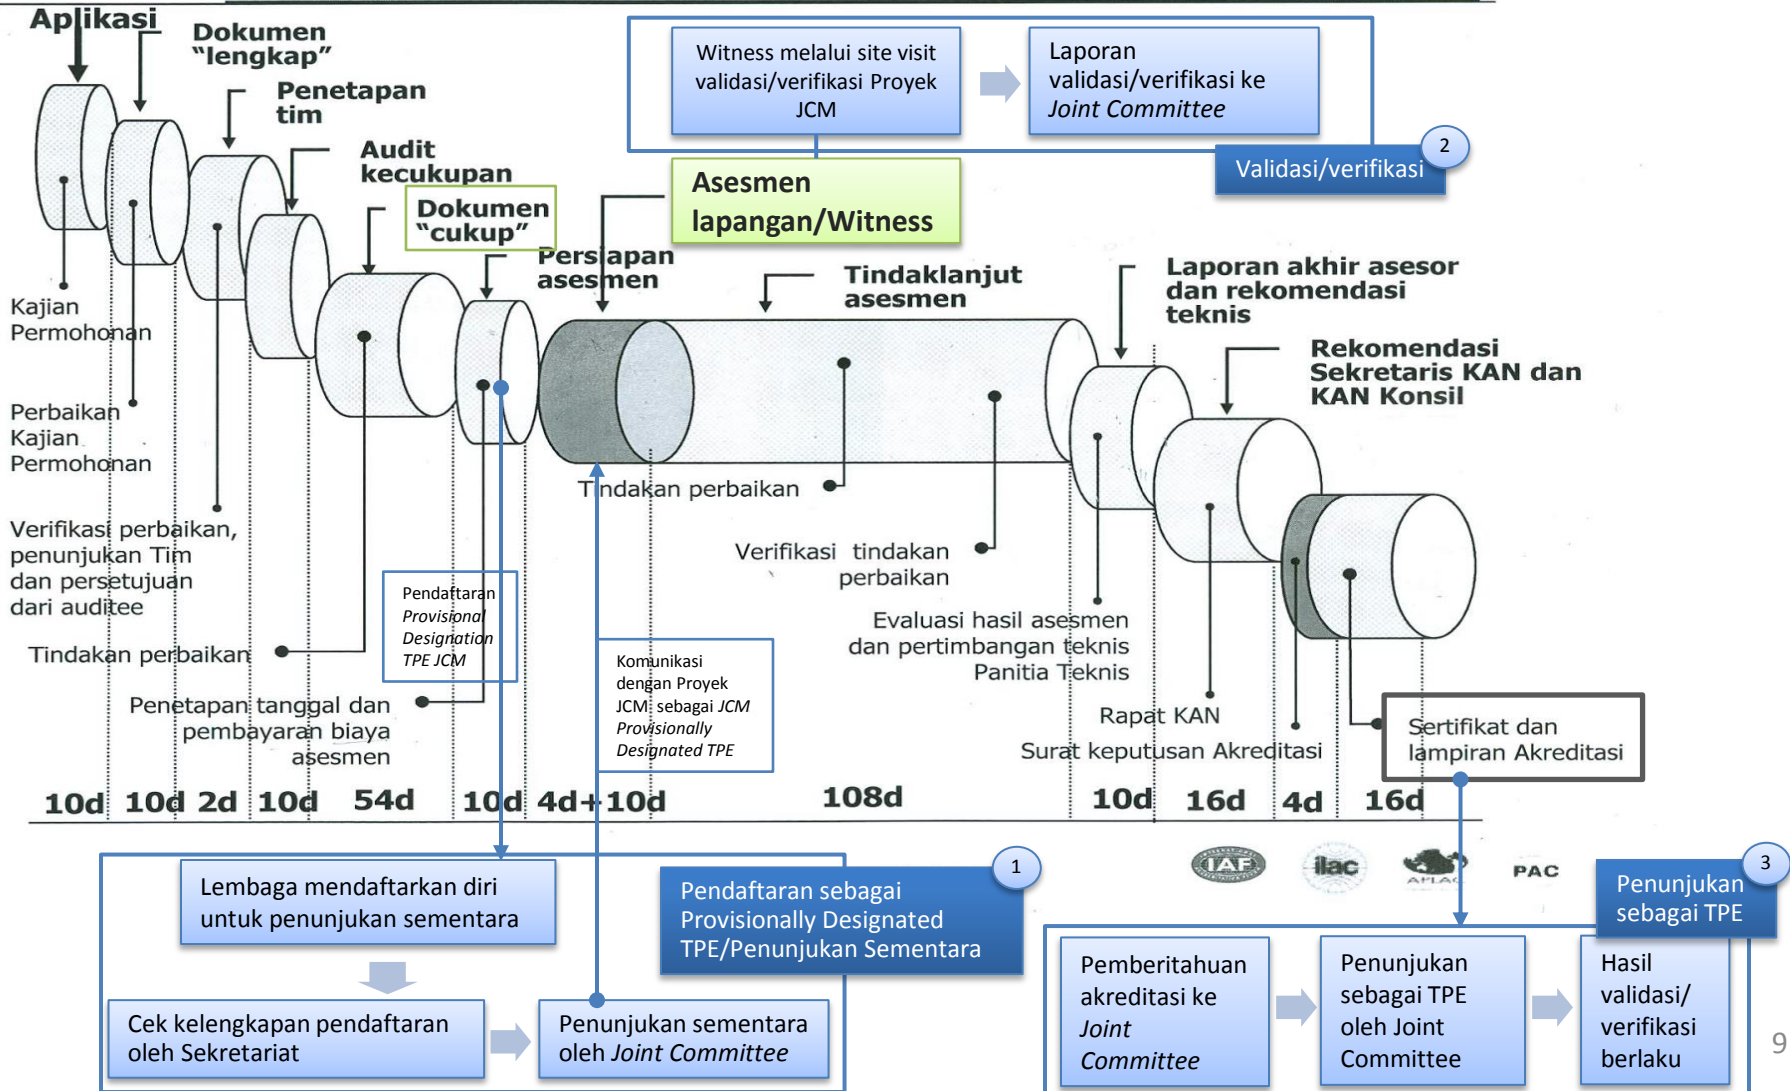 Aplikasi
Dokumen
“lengkap”
Penetapan
tim
Audit
kecukupan
Dokumen
“cukup”
Persiapan
asesmen
Witness melalui site visit
validasi/verifikasi Proyek
JCM
Laporan
validasi/verifikasi ke
Joint Committee
2
Validasi/verifikasi
Asesmen
lapangan/Witness
Tindaklanjut
asesmen
Laporan akhir asesor
dan rekomendasi
teknis
Rekomendasi
Sekretaris KAN dan
KAN Konsil
Kajian
Permohonan
Perbaikan
Kajian
Permohonan
Verifikasi perbaikan,
penunjukan Tim
dan persetujuan
dari auditee
Tindakan perbaikan
Penetapan tanggal dan
pembayaran biaya
asesmen
Pendaftaran
Provisional
Designation
TPE JCM
Komunikasi
dengan Proyek
JCM sebagai JCM
Provisionally
Designated TPE
Tindakan perbaikan
Verifikasi tindakan
perbaikan
Evaluasi hasil asesmen
dan pertimbangan teknis
Panitia Teknis
Rapat KAN
Surat keputusan Akreditasi
Sertifikat dan
lampiran Akreditasi
10d 10d 2d 10d 54d 10d 4d+10d 108d 10d 16d 4d 16d
IAF ilac APLAC PAC
Lembaga mendaftarkan diri
untuk penunjukan sementara
Cek kelengkapan pendaftaran
oleh Sekretariat
Penunjukan sementara
oleh Joint Committee
1
Pendaftaran sebagai
Provisionally Designated
TPE/Penunjukan Sementara
3
Penunjukan
sebagai TPE
Pemberitahuan
akreditasi ke
Joint
Committee
Penunjukan
sebagai TPE
oleh Joint
Committee
Hasil
validasi/
verifikasi
berlaku
9